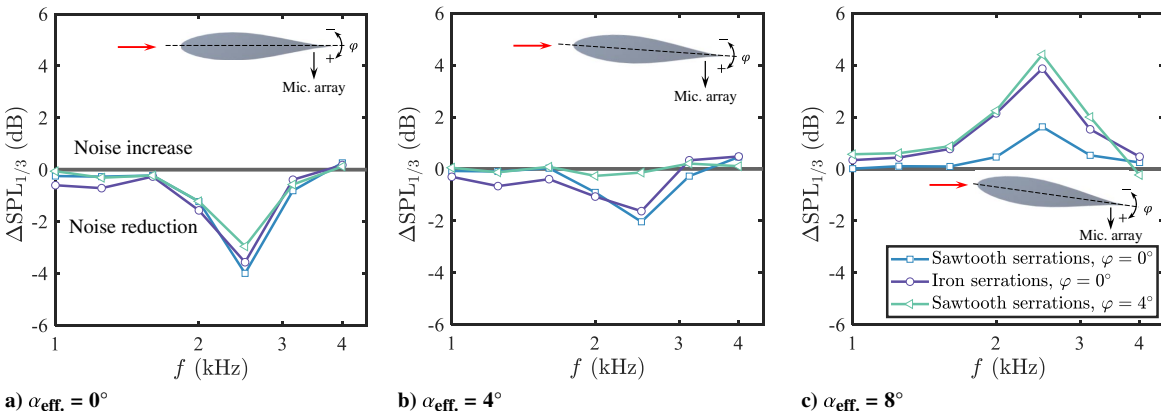 6
4
2
0
-2
-4
-6
ΔSPL1/3 (dB)
− φ
+
Mic. array
Noise increase
Noise reduction
1 2 3 4
f (kHz)
a) αeff. = 0°
6
4
2
0
-2
-4
-6
ΔSPL1/3 (dB)
− φ
+
Mic. array
1 2 3 4
f (kHz)
b) αeff. = 4°
6
4
2
0
-2
-4
-6
ΔSPL1/3 (dB)
− φ
+
Mic. array
Sawtooth serrations, φ = 0°
Iron serrations, φ = 0°
Sawtooth serrations, φ = 4°
1 2 3 4
f (kHz)
c) αeff. = 8°